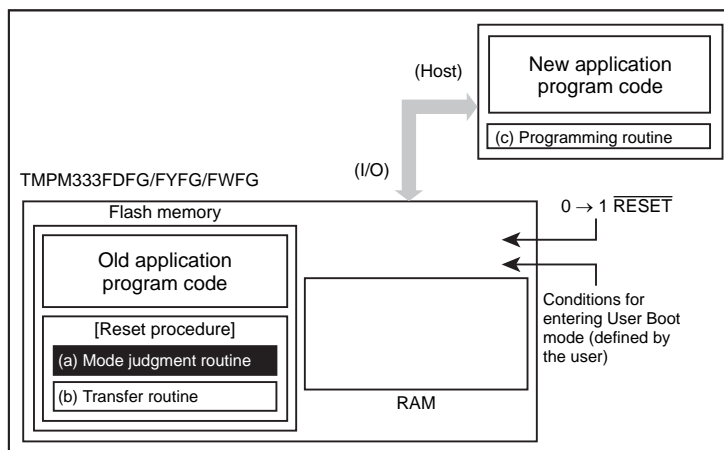 New application
program code
(c) Programming routine
(Host)
(I/O)
TMPM333FDFG/FYFG/FWFG
Flash memory
Old application
program code
[Reset procedure]
(a) Mode judgment routine
(b) Transfer routine
RAM
0 → 1 RESET
Conditions for
entering User Boot
mode (defined by
the user)